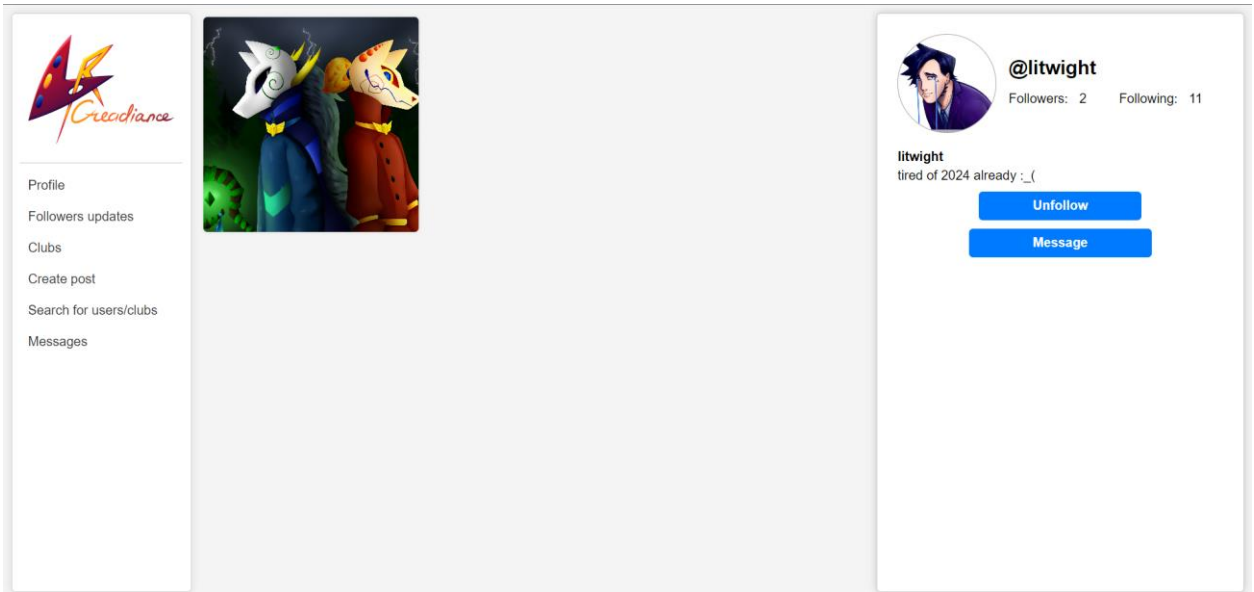 Creadiance
Profile
Followers updates
Clubs
Create post
Search for users/clubs
Messages
@litwight
Followers: 2 Following: 11
litwight
tired of 2024 already :_(
Unfollow
Message